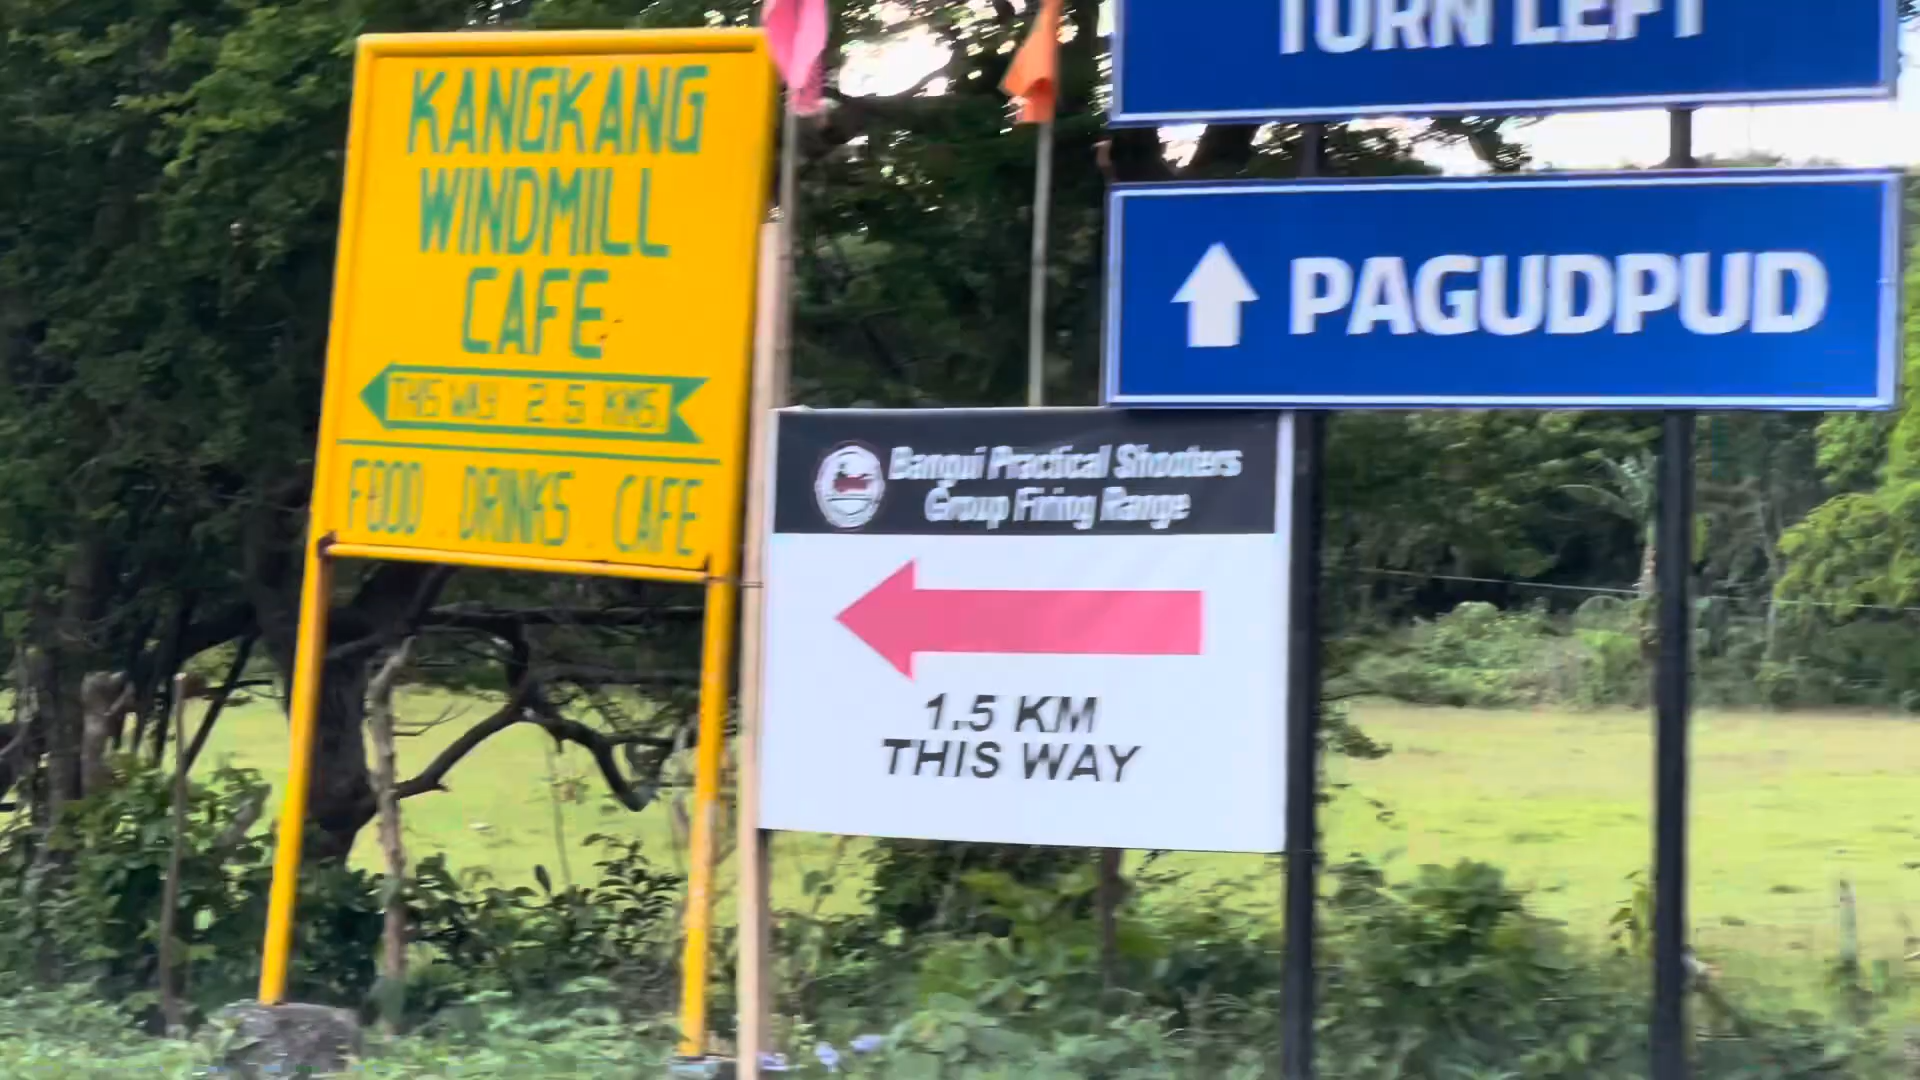 KANGKANG
WINDMILL
CAFE
THIS WAY 2.5 KMS
FOOD . DRINKS . CAFE
TURN LEFT
PAGUDPUD
Bangui Practical Shooters
Group Firing Range
1.5 KM
THIS WAY